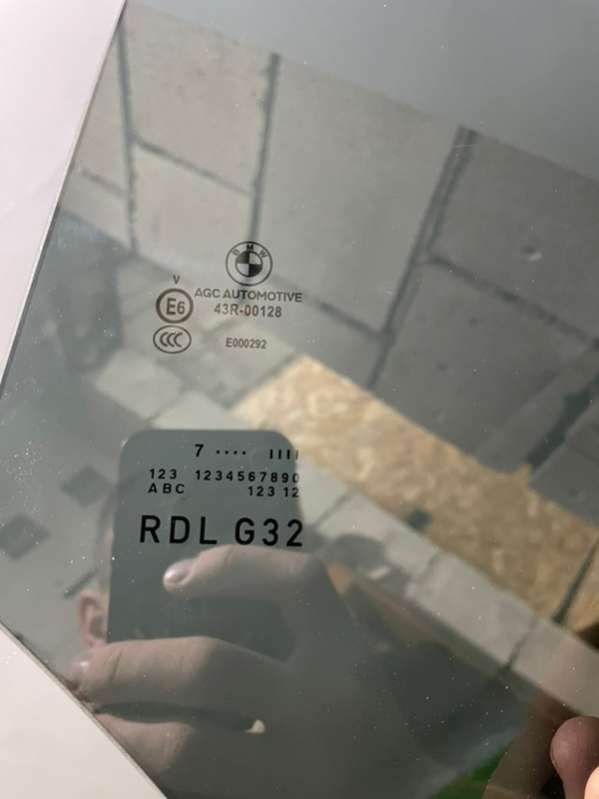 BMW
AGC AUTOMOTIVE
V
E6
43R-00128
CCC
E000292
7 ···· IIII
123 1234567890
ABC 123 12
RDL G32